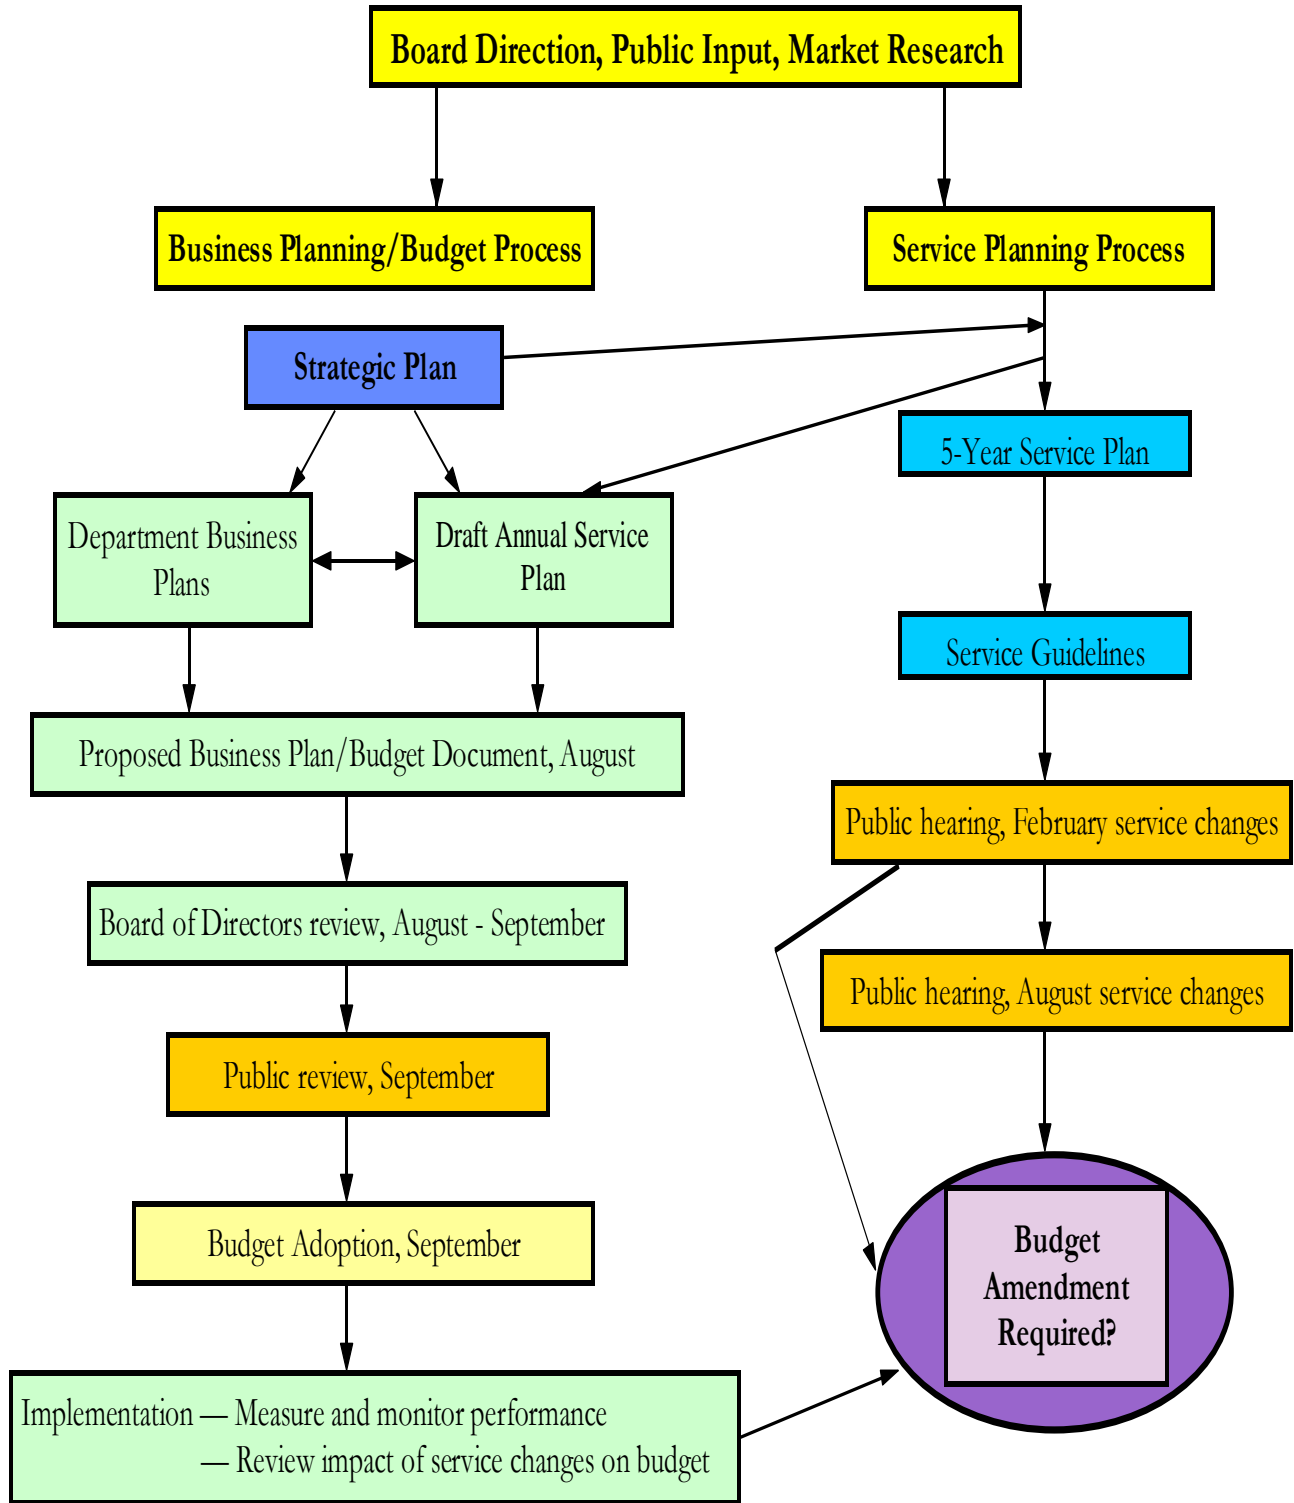 Board Direction, Public Input, Market Research
Business Planning/Budget Process
Service Planning Process
Strategic Plan
5-Year Service Plan
Department Business
Plans
Draft Annual Service
Plan
Service Guidelines
Proposed Business Plan/Budget Document, August
Public hearing, February service changes
Board of Directors review, August - September
Public hearing, August service changes
Public review, September
Budget Adoption, September
Budget
Amendment
Required?
Implementation — Measure and monitor performance
— Review impact of service changes on budget